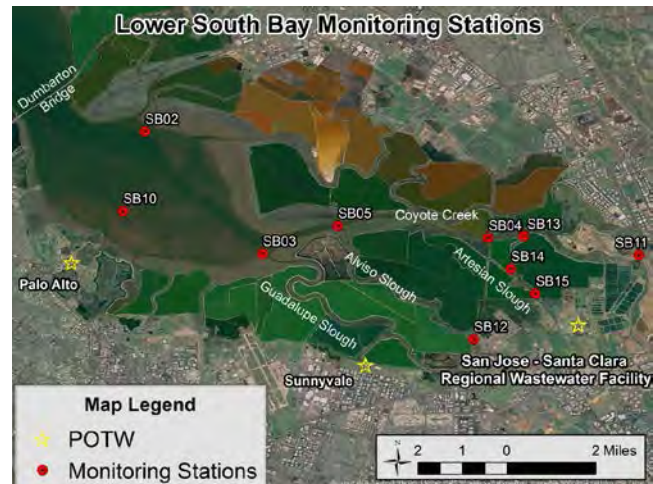 Lower South Bay Monitoring Stations
Dumbarton
Bridge
SB02
SB10
SB05
Coyote Creek
SB04
SB13
SB11
SB03
SB14
Palo Alto
Alviso Slough
Artesian Slough
SB15
Guadalupe Slough
SB12
San Jose - Santa Clara
Regional Wastewater Facility
Sunnyvale
Map Legend
POTW
Monitoring Stations
N
2 1 0 2 Miles